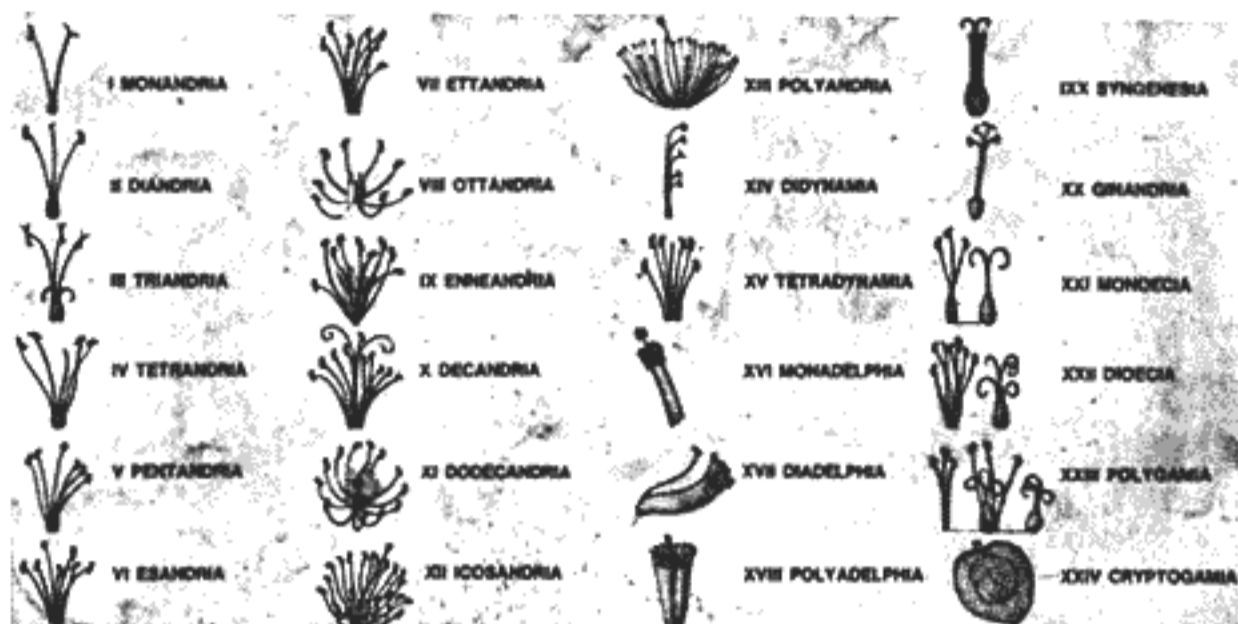 I MONANDRIA
II DIANDRIA
III TRIANDRIA
IV TETRANDRIA
V PENTANDRIA
VI ESANDRIA
VII ETTANDRIA
VIII OTTANDRIA
IX ENNEANDRIA
X DECANDRIA
XI DODECANDRIA
XII ICOSANDRIA
XIII POLYANDRIA
XIV DIDYNAMIA
XV TETRADYNAMIA
XVI MONADELPHIA
XVII DIADELPHIA
XVIII POLYADELPHIA
IXX SYNGENESIA
XX GINANDRIA
XXI MONOECIA
XXII DIOECIA
XXIII POLYGAMIA
XXIV CRYPTOGAMIA